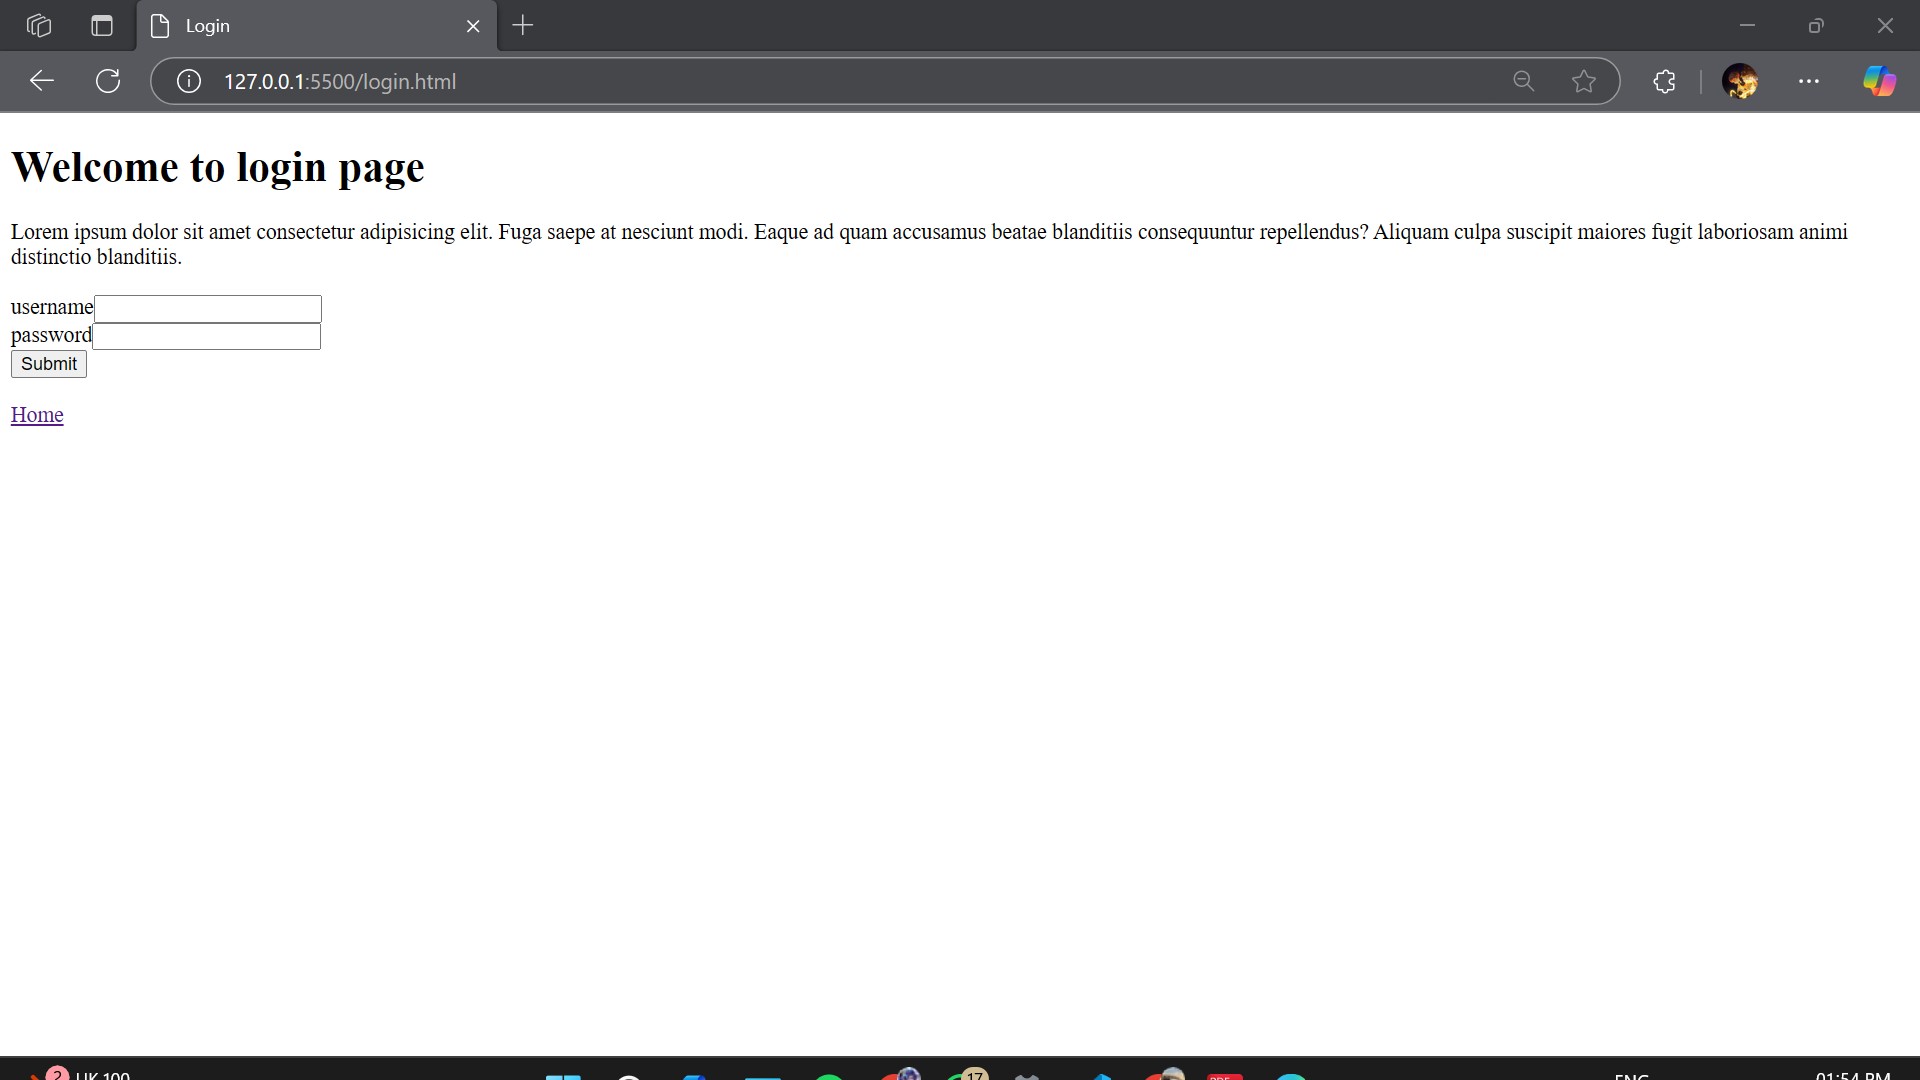 Login
127.0.0.1:5500/login.html
Welcome to login page
Lorem ipsum dolor sit amet consectetur adipisicing elit. Fuga saepe at nesciunt modi. Eaque ad quam accusamus beatae blanditiis consequuntur repellendus? Aliquam culpa suscipit maiores fugit laboriosam animi
distinctio blanditiis.
username
password
Submit
Home
2 UK 100
17
PDF
ENG
01:54 PM